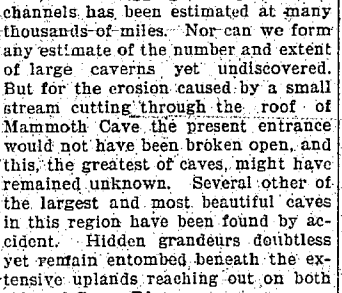 channels has been estimated at many
thousands of miles. Nor can we form
any estimate of the number and extent
of large caverns yet undiscovered.
But for the erosion caused by a small
stream cutting through the roof of
Mammoth Cave the present entrance
would not have been broken open, and
this, the greatest of caves, might have
remained unknown. Several other of
the largest and most beautiful caves
in this region have been found by ac-
cident. Hidden grandeurs doubtless
yet remain entombed beneath the ex-
tensive uplands reaching out on both